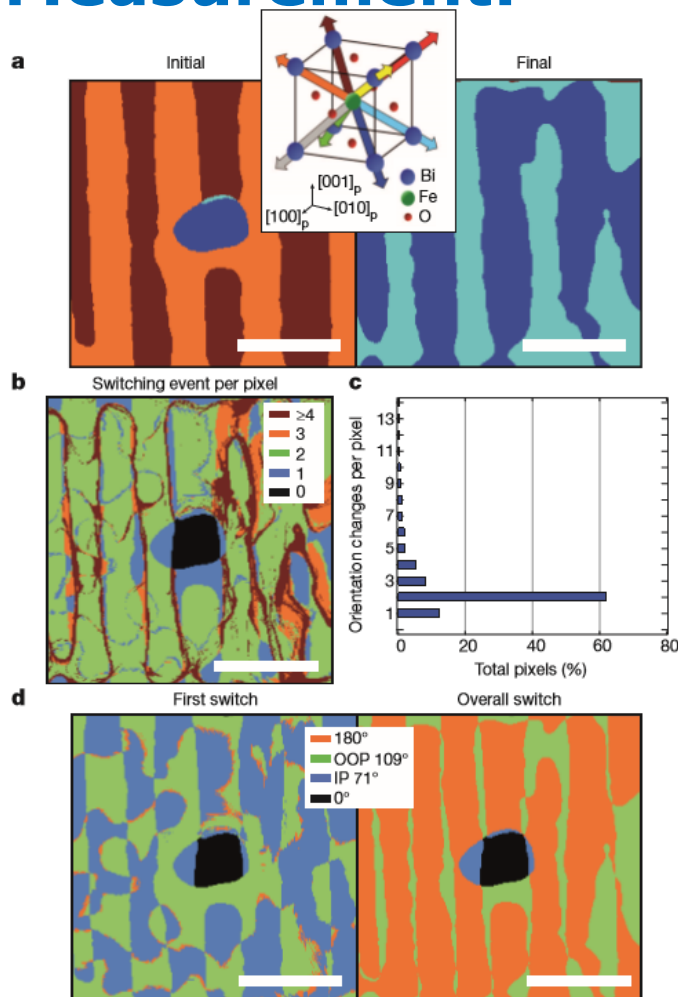 Measurement:
a
Initial
Final
[001]p
[100]p
[010]p
Bi
Fe
O
b
Switching event per pixel
≥4
3
2
1
0
c
Orientation changes per pixel
13
11
9
7
5
3
1
0 20 40 60 80
Total pixels (%)
d
First switch
Overall switch
180°
OOP 109°
IP 71°
0°